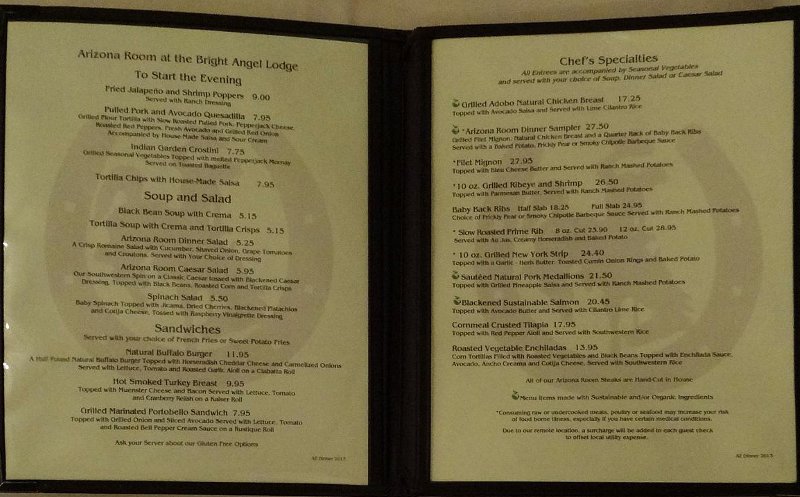 Arizona Room at the Bright Angel Lodge
To Start the Evening
Fried Jalapeño and Shrimp Poppers 9.00
Served with Ranch Dressing
Pulled Pork and Avocado Quesadilla 7.95
Grilled Flour Tortilla with Slow Roasted Pulled Pork, Pepperjack Cheese,
Roasted Red Peppers, Fresh Avocado and Grilled Red Onion
Accompanied by House Made Salsa and Sour Cream
Indian Garden Crostini 7.75
Grilled Seasonal Vegetables Topped with melted Pepperjack Mornay
Served on Toasted Baguette
Tortilla Chips with House-Made Salsa 7.95
Soup and Salad
Black Bean Soup with Crema 5.15
Tortilla Soup with Crema and Tortilla Crisps 5.15
Arizona Room Dinner Salad 5.25
A Crisp Romaine Salad with Cucumber, Shaved Onion, Grape Tomatoes
and Croutons. Served with Your Choice of Dressing
Arizona Room Caesar Salad 5.95
Our Southwestern Spin on a Classic Caesar tossed with Blackened Caesar
Dressing, Topped with Black Beans, Roasted Corn and Tortilla Crisps
Spinach Salad 5.50
Baby Spinach Topped with Jicama, Dried Cherries, Blackened Pistachios
and Cotija Cheese, Tossed with Raspberry Vinaigrette Dressing
Sandwiches
Served with your choice of French Fries or Sweet Potato Fries
Natural Buffalo Burger 11.95
A Half Pound Natural Buffalo Burger Topped with Horseradish Cheddar Cheese and Carmelized Onions
Served with Lettuce, Tomato and Roasted Garlic Aioli on a Ciabatta Roll
Hot Smoked Turkey Breast 9.95
Topped with Muenster Cheese and Bacon Served with Lettuce, Tomato
and Cranberry Relish on a Kaiser Roll
Grilled Marinated Portobello Sandwich 7.95
Topped with Grilled Onion and Sliced Avocado Served with Lettuce, Tomato
and Roasted Bell Pepper Cream Sauce on a Rustique Roll
Ask your Server about our Gluten Free Options
AZ Dinner 2013
Chef's Specialties
All Entrees are accompanied by Seasonal Vegetables
and served with your choice of Soup, Dinner Salad or Caesar Salad
Grilled Adobo Natural Chicken Breast 17.25
Topped with Avocado Salsa and Served with Lime Cilantro Rice
*Arizona Room Dinner Sampler 27.50
Grilled Filet Mignon, Natural Chicken Breast and a Quarter Rack of Baby Back Ribs
Served with a Baked Potato, Prickly Pear or Smoky Chipotle Barbeque Sauce
*Filet Mignon 27.95
Topped with Bleu Cheese Butter and Served with Ranch Mashed Potatoes
*10 oz. Grilled Ribeye and Shrimp 26.50
Topped with Parmesan Butter, Served with Ranch Mashed Potatoes
Baby Back Ribs Half Slab 18.25 Full Slab 24.95
Choice of Prickly Pear or Smoky Chipotle Barbeque Sauce Served with Ranch Mashed Potatoes
* Slow Roasted Prime Rib 8 oz. Cut 23.90 12 oz. Cut 28.95
Served with Au Jus, Creamy Horseradish and Baked Potato
* 10 oz. Grilled New York Strip 24.40
Topped with a Garlic - Herb Butter, Toasted Cumin Onion Rings and Baked Potato
Sautéed Natural Pork Medallions 21.50
Topped with Grilled Pineapple Salsa and Served with Ranch Mashed Potatoes
Blackened Sustainable Salmon 20.45
Topped with Avocado Butter and Served with Cilantro Lime Rice
Cornmeal Crusted Tilapia 17.95
Topped with Red Pepper Aioli and Served with Southwestern Rice
Roasted Vegetable Enchiladas 13.95
Corn Tortillas Filled with Roasted Vegetables and Black Beans Topped with Enchilada Sauce,
Avocado, Ancho Creama and Cotija Cheese, Served with Southwestern Rice
All of our Arizona Room Steaks are Hand-Cut in House
Menu items made with Sustainable and/or Organic Ingredients
*Consuming raw or undercooked meats, poultry or seafood may increase your risk
of food borne illness, especially if you have certain medical conditions.
Due to our remote location, a surcharge will be added to each guest check
to offset local utility expense.
AZ Dinner 2013